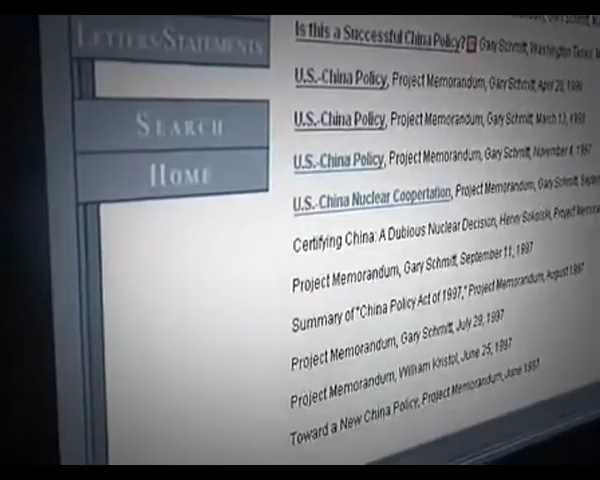 LETTERS/STATEMENTS
SEARCH
HOME
Is this a Successful China Policy? Gary Schmitt, Washington Times,
U.S.-China Policy, Project Memorandum, Gary Schmitt, April 28, 1998
U.S.-China Policy, Project Memorandum, Gary Schmitt, March 13, 1998
U.S.-China Policy, Project Memorandum, Gary Schmitt, November 4, 1997
U.S.-China Nuclear Coopertation, Project Memorandum, Gary Schmitt, Septem
Certifying China: A Dubious Nuclear Decision, Henry Sokolski, Project Memora
Project Memorandum, Gary Schmitt, September 11, 1997
Summary of "China Policy Act of 1997," Project Memorandum, August 1997
Project Memorandum, Gary Schmitt, July 29, 1997
Project Memorandum, William Kristol, June 25, 1997
Toward a New China Policy, Project Memorandum, June 1997